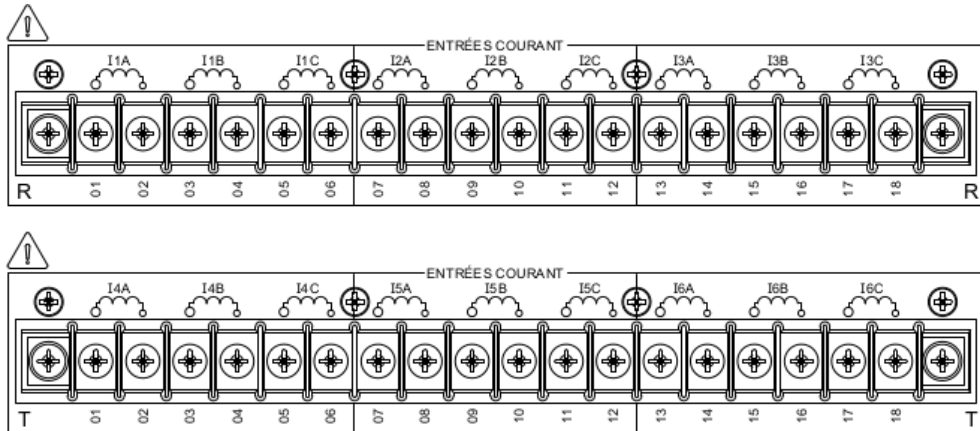 ENTRÉES COURANT
I1A I1B I1C I2A I2B I2C I3A I3B I3C
01 02 03 04 05 06 07 08 09 10 11 12 13 14 15 16 17 18
R R
ENTRÉES COURANT
I4A I4B I4C I5A I5B I5C I6A I6B I6C
01 02 03 04 05 06 07 08 09 10 11 12 13 14 15 16 17 18
T T